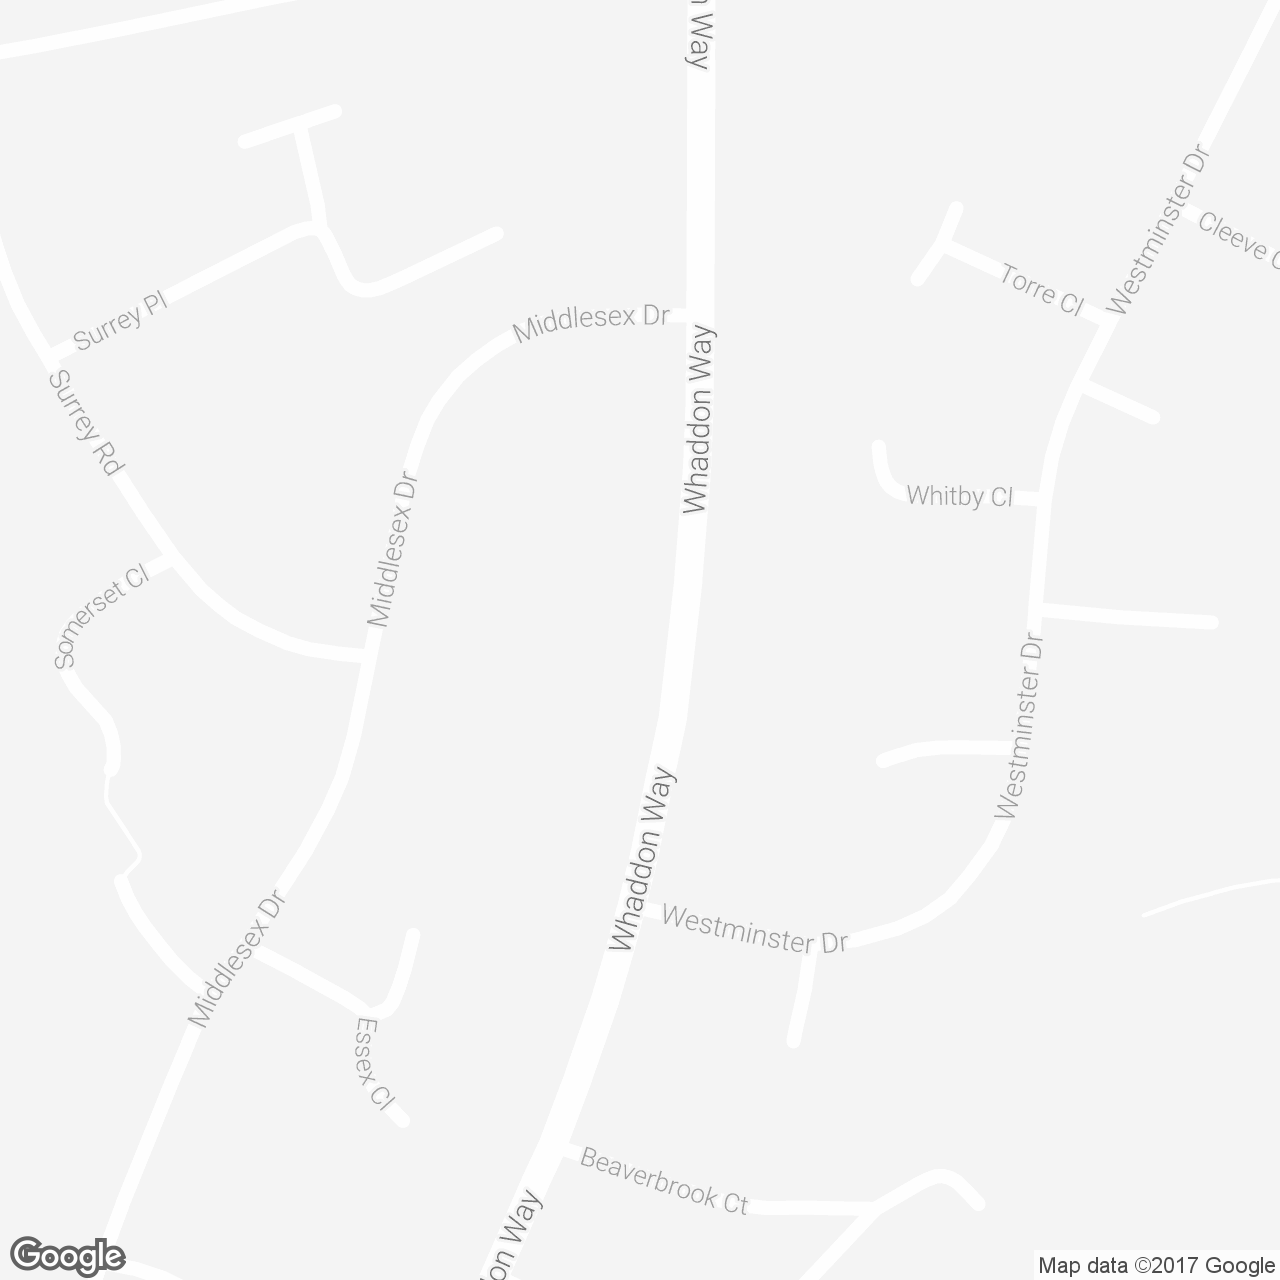 Way
Westminster Dr
Cleeve
Torre Cl
Surrey Pl
Middlesex Dr
Whaddon Way
Surrey Rd
Middlesex Dr
Whitby Cl
Somerset Cl
Westminster Dr
Whaddon Way
Middlesex Dr
Westminster Dr
Essex Cl
Beaverbrook Ct
on Way
Google
Map data ©2017 Google